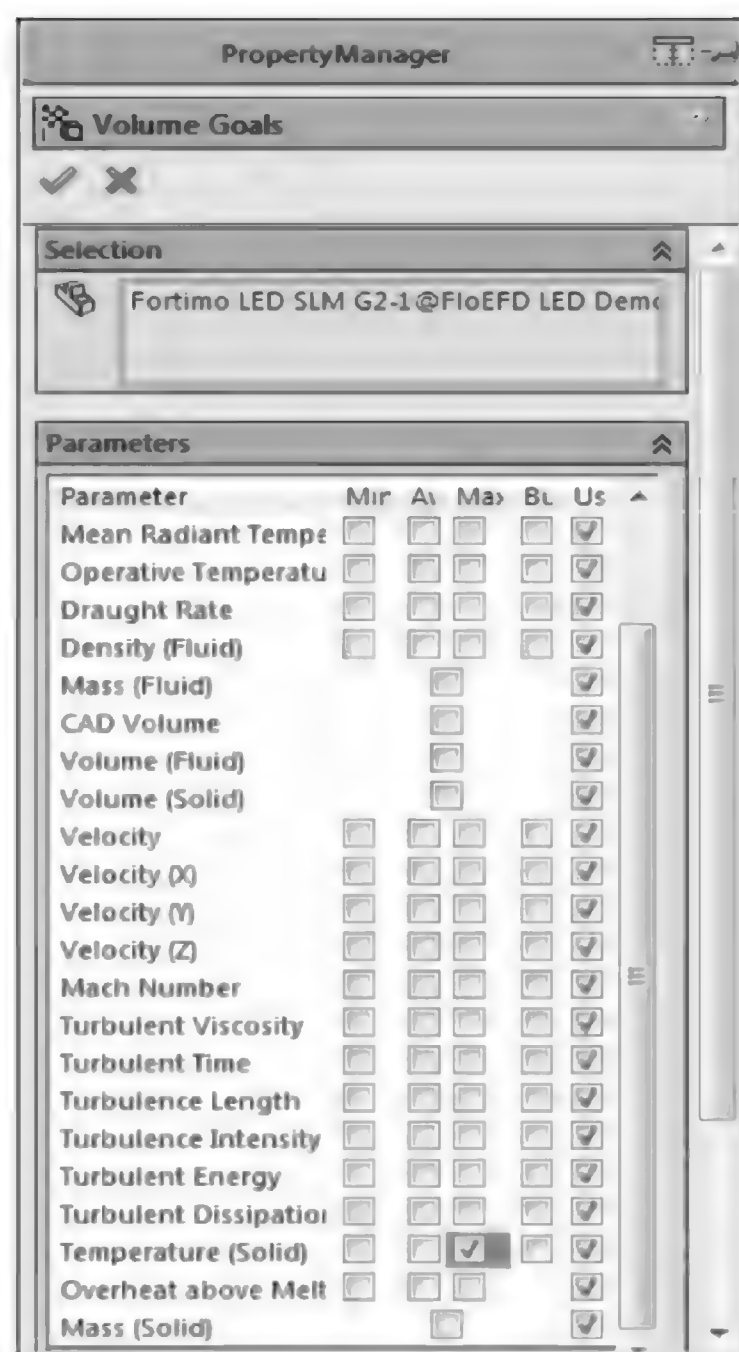 PropertyManager
Volume Goals
Selection
Fortimo LED SLM G2-1@FloEFD LED Demo
Parameters
Parameter Min Av Max Bu Us
Mean Radiant Tempe
Operative Temperatu
Draught Rate
Density (Fluid)
Mass (Fluid)
CAD Volume
Volume (Fluid)
Volume (Solid)
Velocity
Velocity (X)
Velocity (Y)
Velocity (Z)
Mach Number
Turbulent Viscosity
Turbulent Time
Turbulence Length
Turbulence Intensity
Turbulent Energy
Turbulent Dissipation
Temperature (Solid)
Overheat above Melt
Mass (Solid)